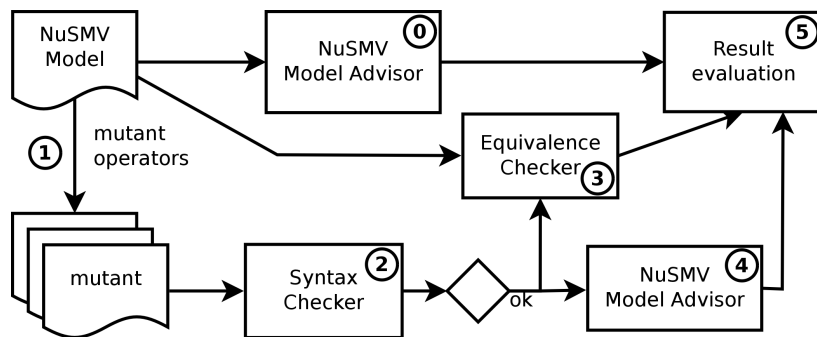 NuSMV
Model
NuSMV
Model Advisor
0
Result
evaluation
5
1
mutant
operators
Equivalence
Checker
3
mutant
Syntax
Checker
2
ok
NuSMV
Model Advisor
4